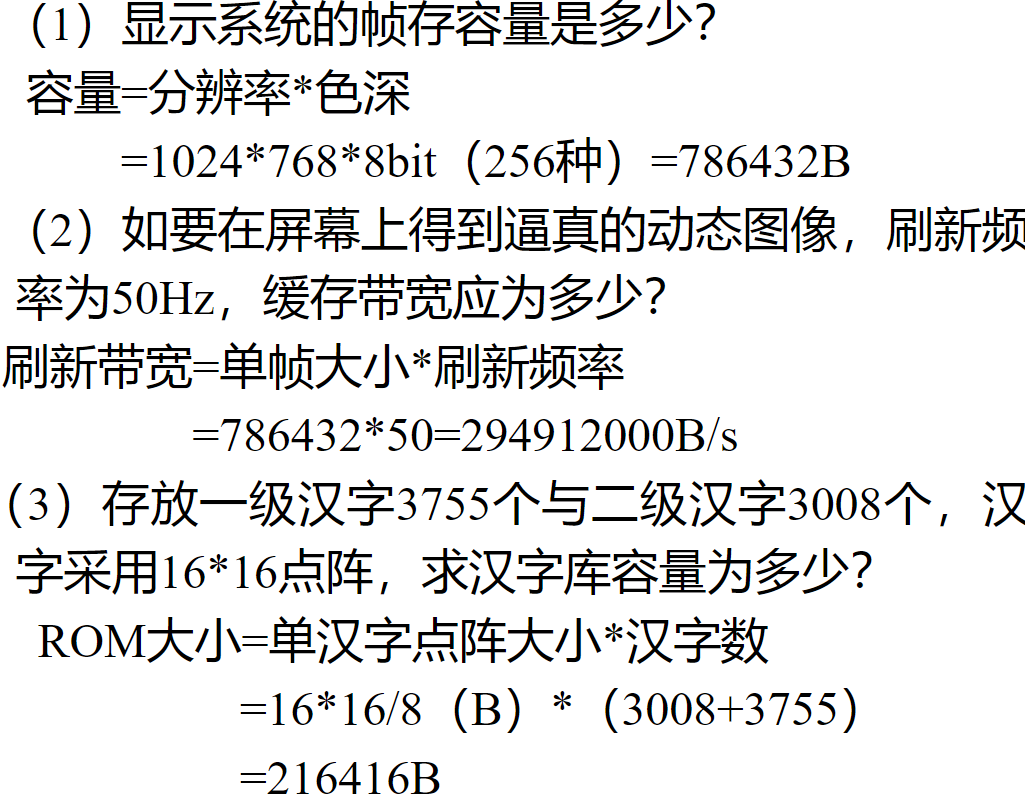 （1）显示系统的帧存容量是多少？
容量=分辨率*色深
=1024*768*8bit（256种）=786432B
（2）如要在屏幕上得到逼真的动态图像，刷新频
率为50Hz，缓存带宽应为多少？
刷新带宽=单帧大小*刷新频率
=786432*50=294912000B/s
（3）存放一级汉字3755个与二级汉字3008个，汉
字采用16*16点阵，求汉字库容量为多少？
ROM大小=单汉字点阵大小*汉字数
=16*16/8（B）*（3008+3755）
=216416B